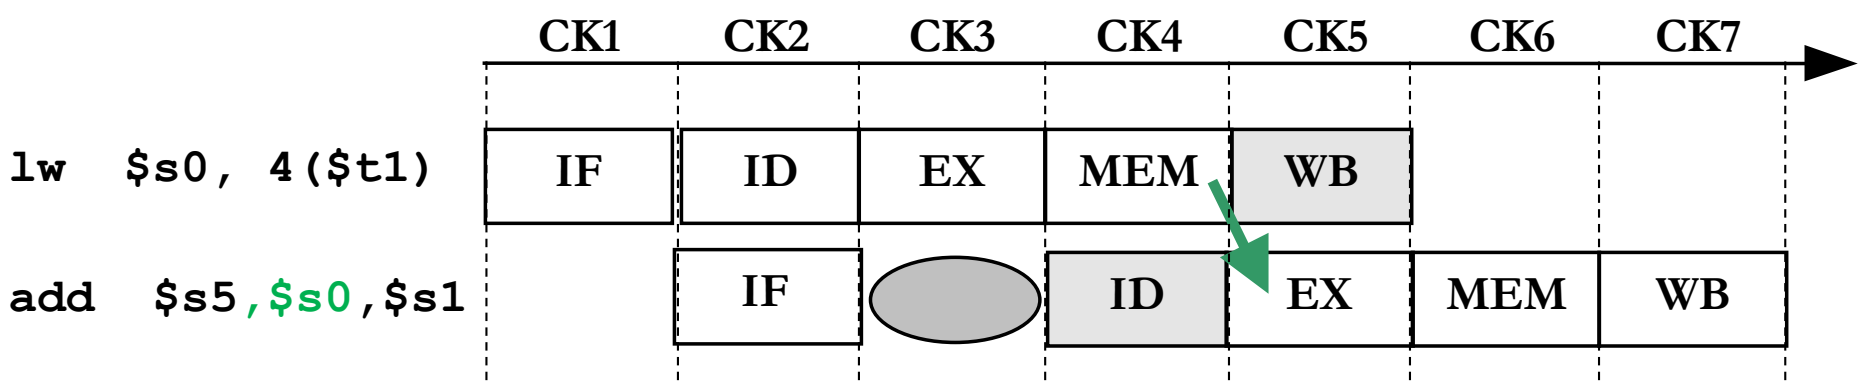 CK1 CK2 CK3 CK4 CK5 CK6 CK7
lw $s0, 4($t1) IF ID EX MEM WB
add $s5,$s0,$s1 IF ID EX MEM WB